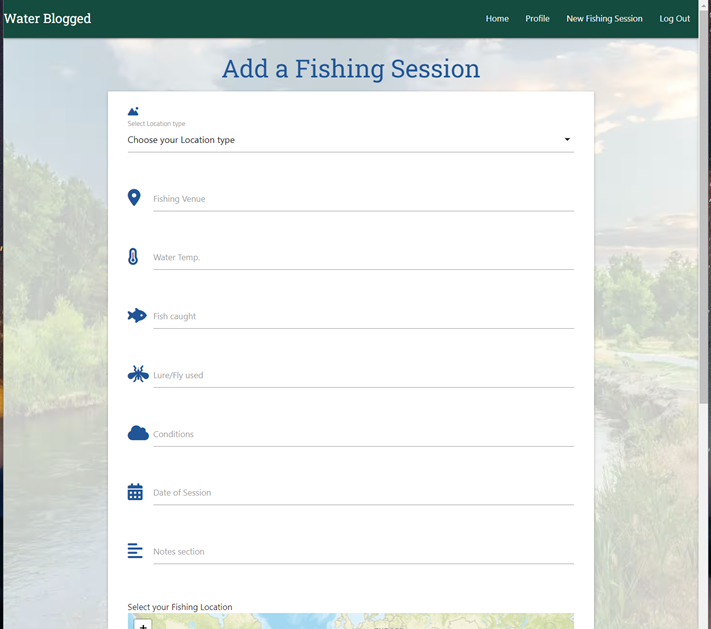 Water Blogged
Home Profile New Fishing Session Log Out
Add a Fishing Session
Select Location type
Choose your Location type
Fishing Venue
Water Temp.
Fish caught
Lure/Fly used
Conditions
Date of Session
Notes section
Select your Fishing Location
+